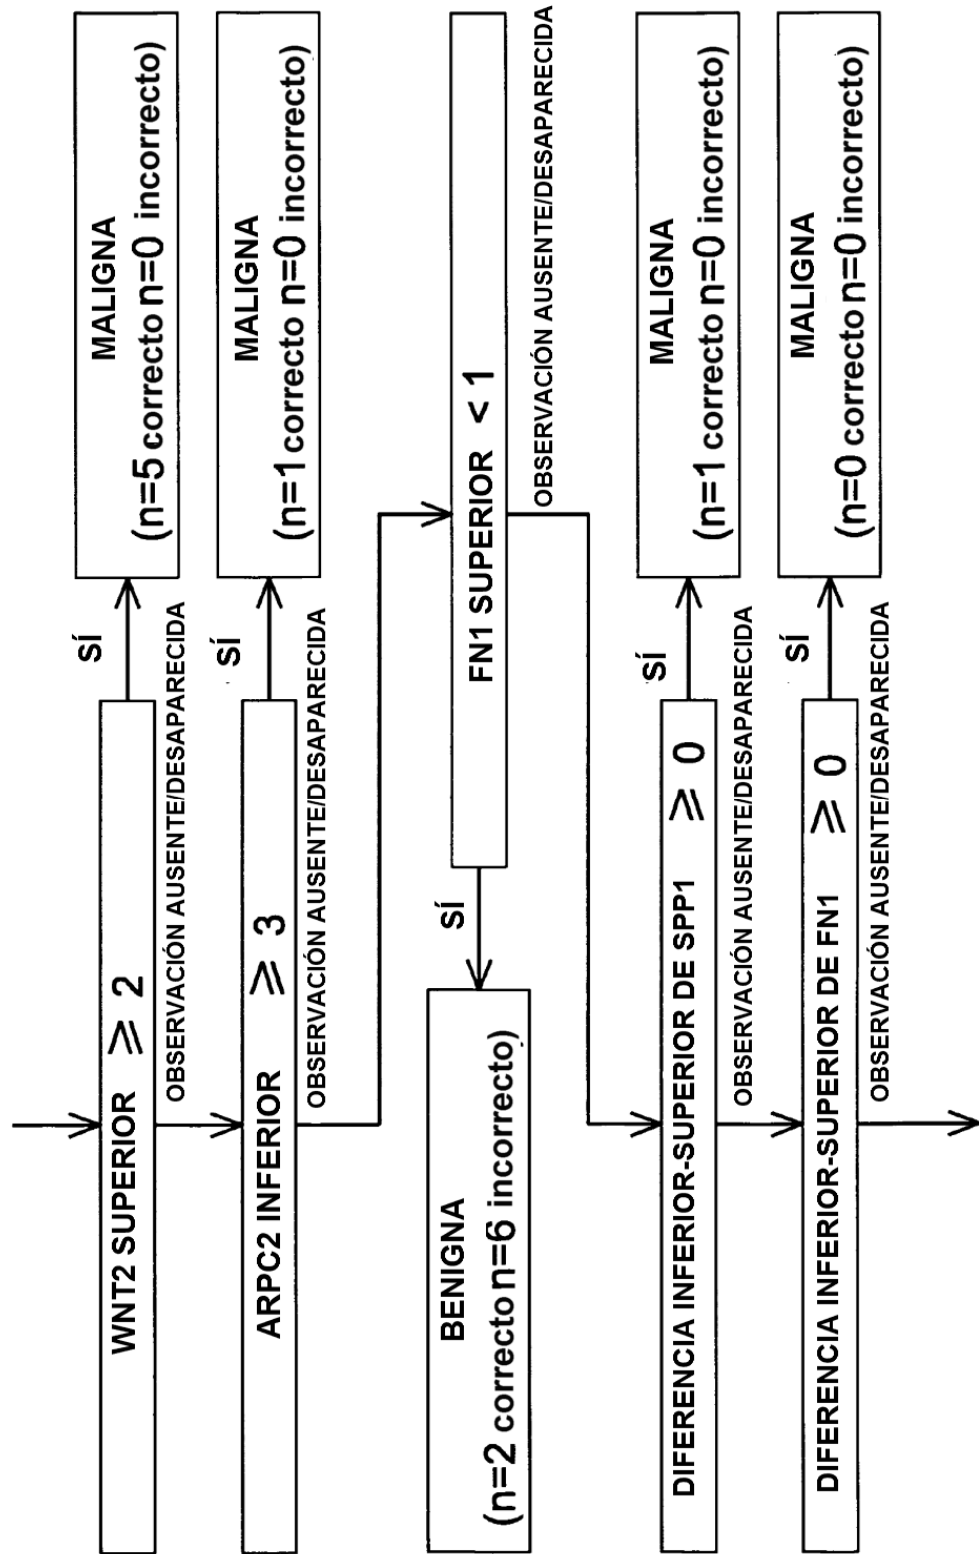 WNT2 SUPERIOR ⩾ 2
SÍ
MALIGNA
(n=5 correcto n=0 incorrecto)
OBSERVACIÓN AUSENTE/DESAPARECIDA
ARPC2 INFERIOR ⩾ 3
SÍ
MALIGNA
(n=1 correcto n=0 incorrecto)
OBSERVACIÓN AUSENTE/DESAPARECIDA
FN1 SUPERIOR < 1
SÍ
BENIGNA
(n=2 correcto n=6 incorrecto)
OBSERVACIÓN AUSENTE/DESAPARECIDA
DIFERENCIA INFERIOR-SUPERIOR DE SPP1 ⩾ 0
SÍ
MALIGNA
(n=1 correcto n=0 incorrecto)
OBSERVACIÓN AUSENTE/DESAPARECIDA
DIFERENCIA INFERIOR-SUPERIOR DE FN1 ⩾ 0
SÍ
MALIGNA
(n=0 correcto n=0 incorrecto)
OBSERVACIÓN AUSENTE/DESAPARECIDA